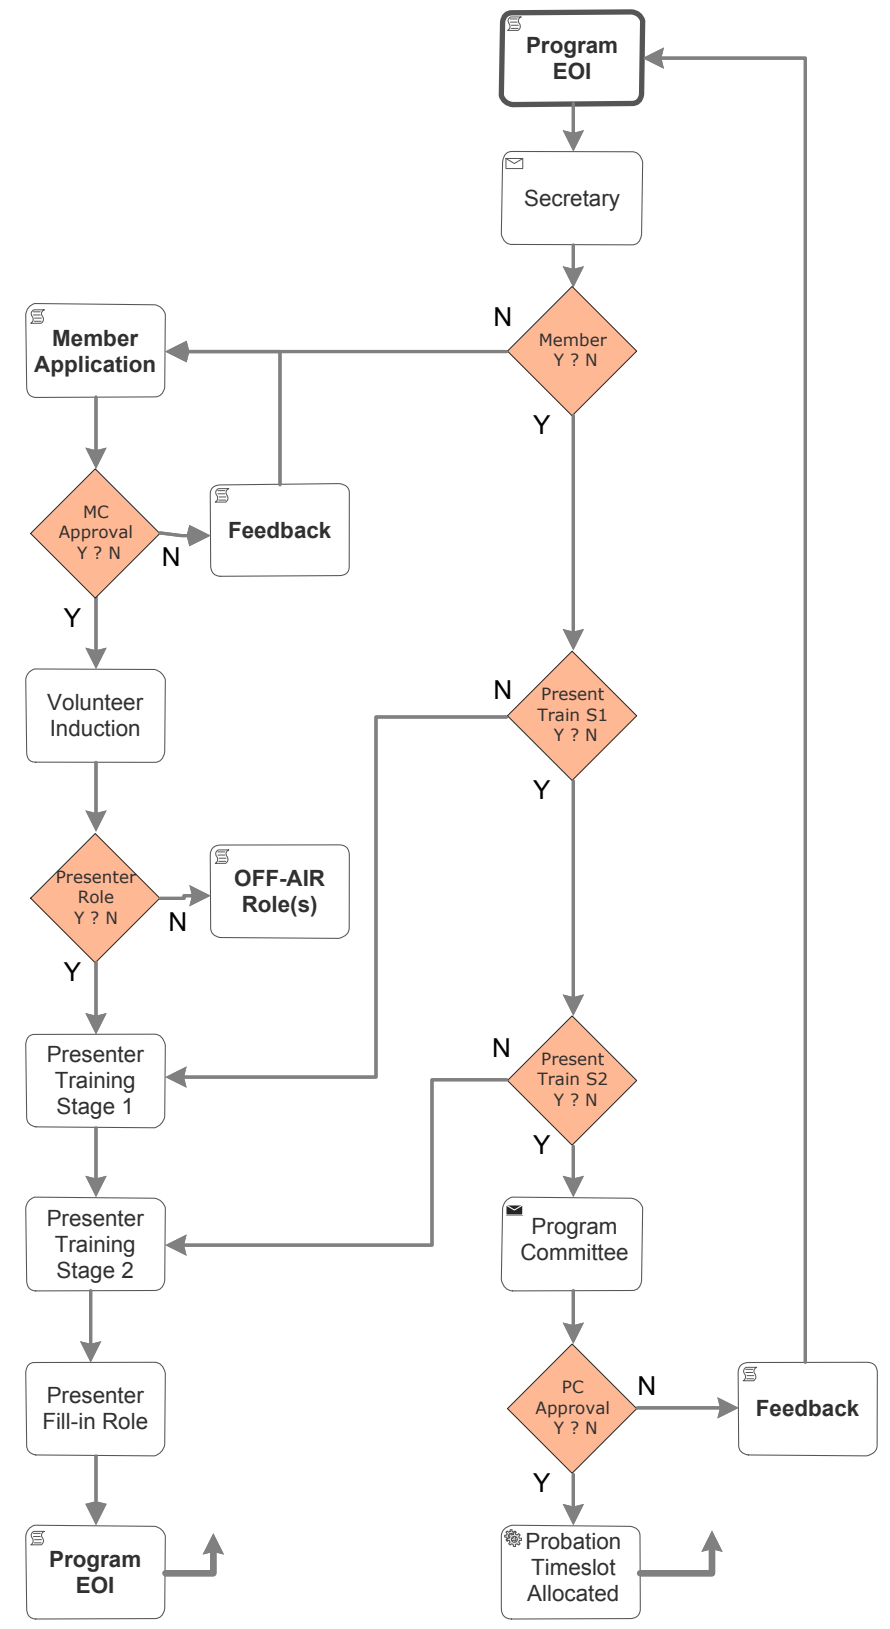 Program
EOI
Secretary
N
Member
Y ? N
Y
Member
Application
MC
Approval
Y ? N
N
Feedback
Y
Volunteer
Induction
N
Present
Train S1
Y ? N
Y
Presenter
Role
Y ? N
N
OFF-AIR
Role(s)
Y
Presenter
Training
Stage 1
N
Present
Train S2
Y ? N
Y
Presenter
Training
Stage 2
Program
Committee
Presenter
Fill-in Role
PC
Approval
Y ? N
N
Feedback
Y
Program
EOI
Probation
Timeslot
Allocated